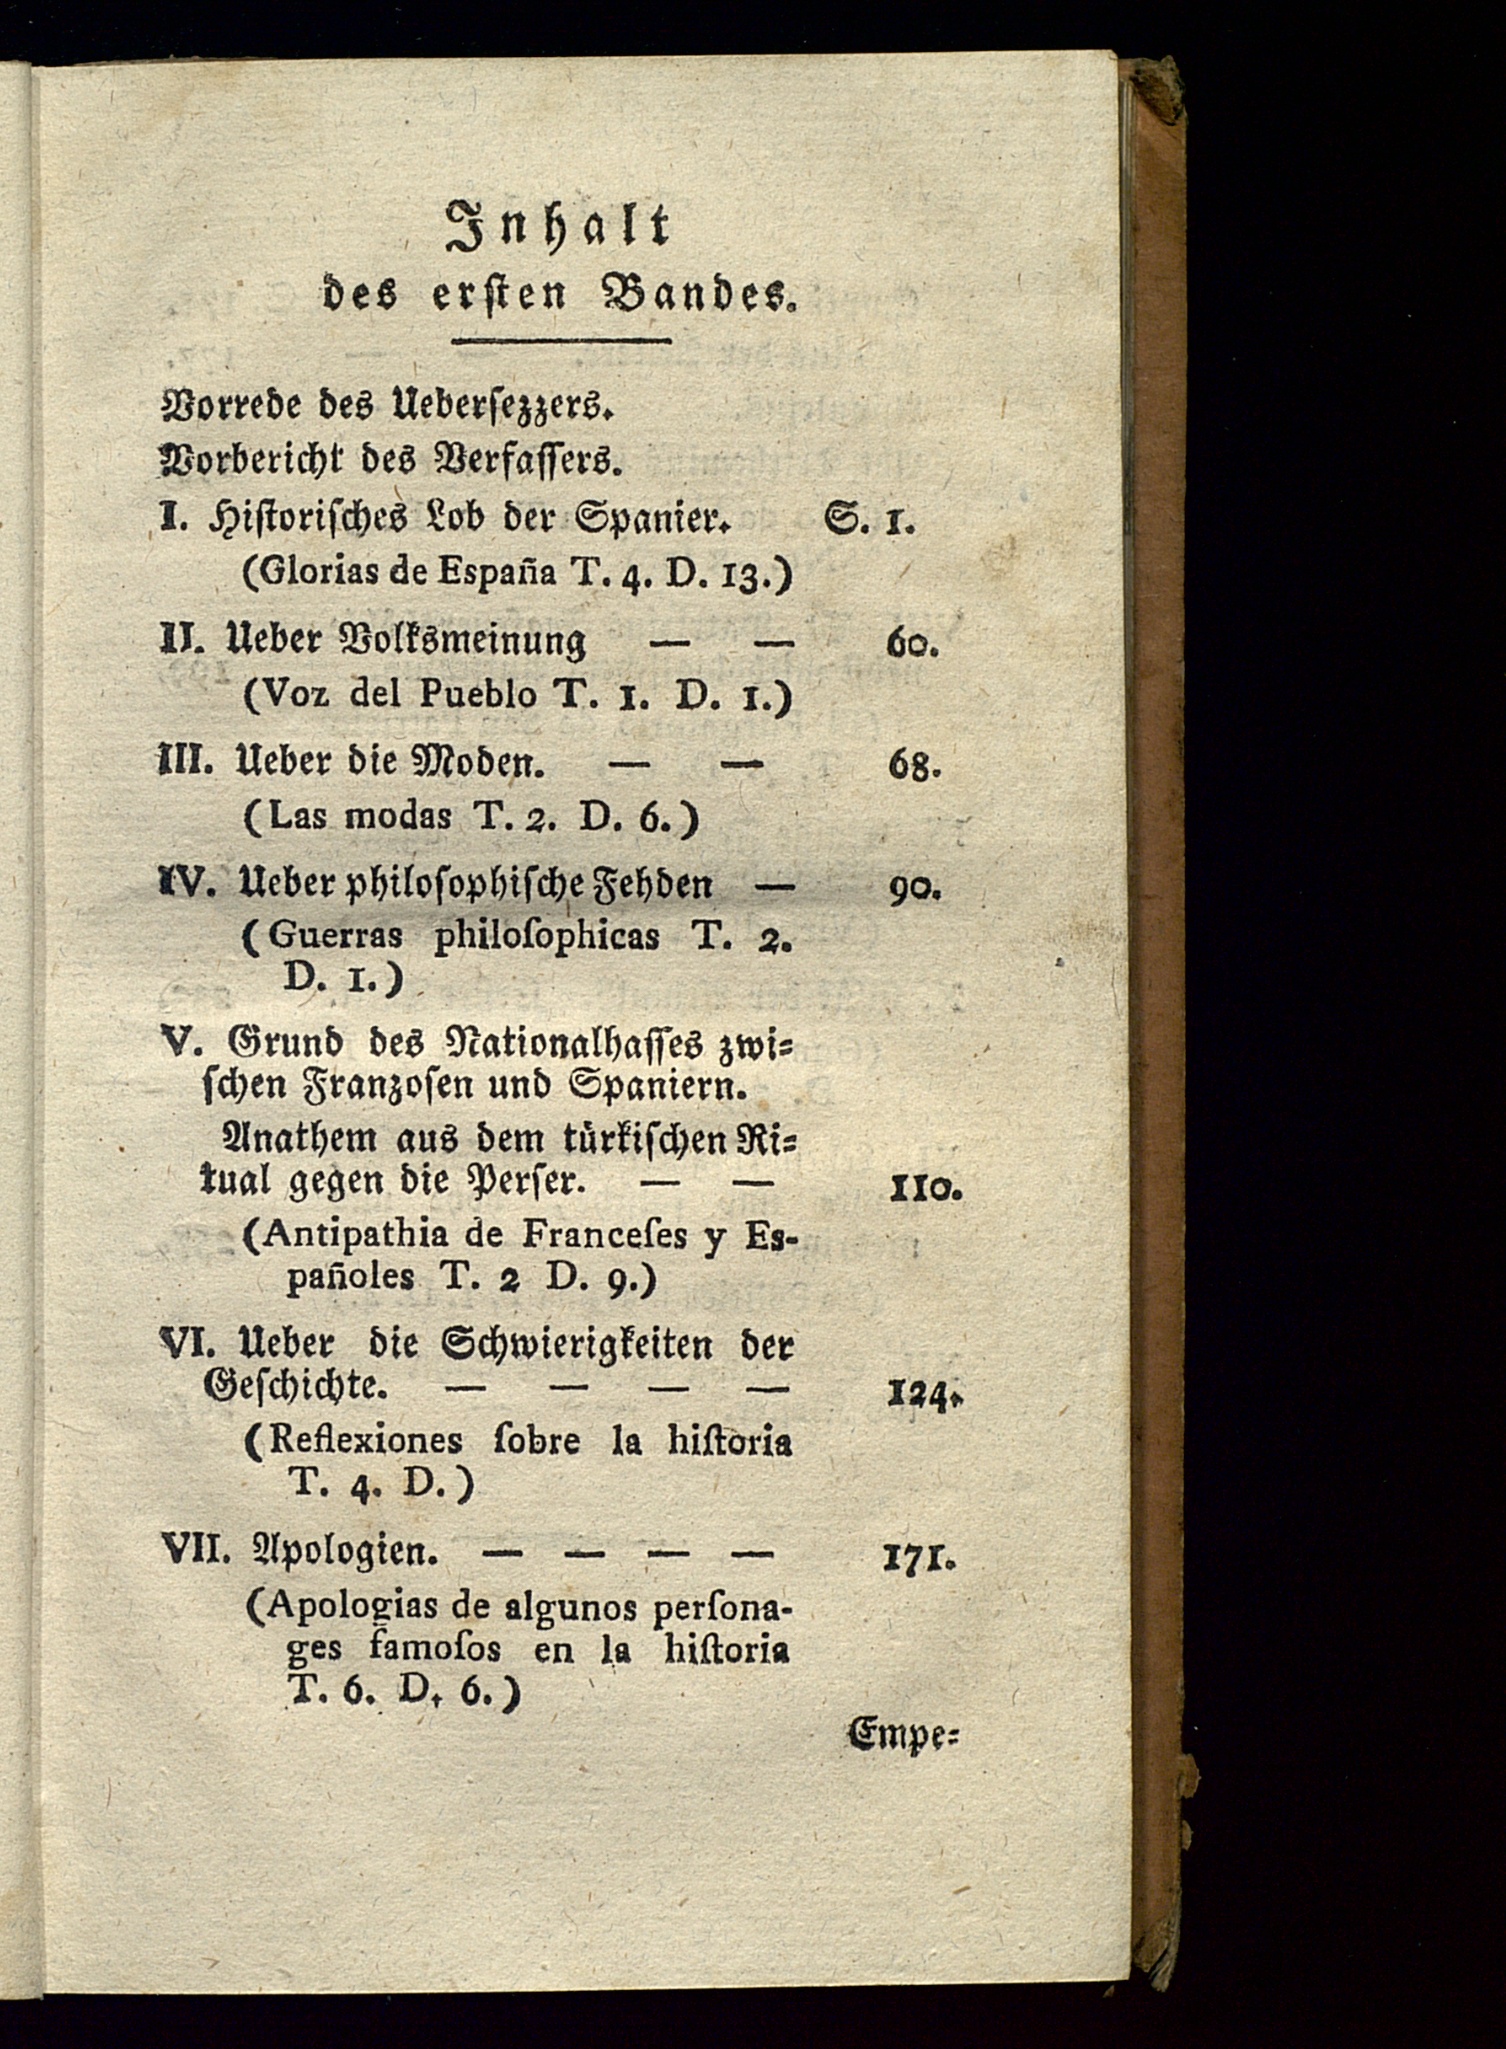 Inhalt
des erſten Bandes.
Vorrede des Ueberſezzers.
Vorbericht des Verfaſſers.
I. Hiſtoriſches Lob der Spanier. S. 1.
(Glorias de España T. 4. D. 13.)
II. Ueber Volksmeinung — — 60.
(Voz del Pueblo T. 1. D. 1.)
III. Ueber die Moden. — — 68.
(Las modas T. 2. D. 6.)
IV. Ueber philoſophiſche Fehden — 90.
(Guerras philoſophicas T. 2.
D. 1.)
V. Grund des Nationalhaſſes zwi⸗
ſchen Franzoſen und Spaniern.
Anathem aus dem türkiſchen Ri⸗
tual gegen die Perſer. — — 110.
(Antipathia de Franceſes y Es-
pañoles T. 2 D. 9.)
VI. Ueber die Schwierigkeiten der
Geſchichte. — — — — 124.
(Reflexiones ſobre la hiſtoria
T. 4. D.)
VII. Apologien. — — — — 171.
(Apologias de algunos perſona-
ges famoſos en la hiſtoria
T. 6. D. 6.)
Empe⸗